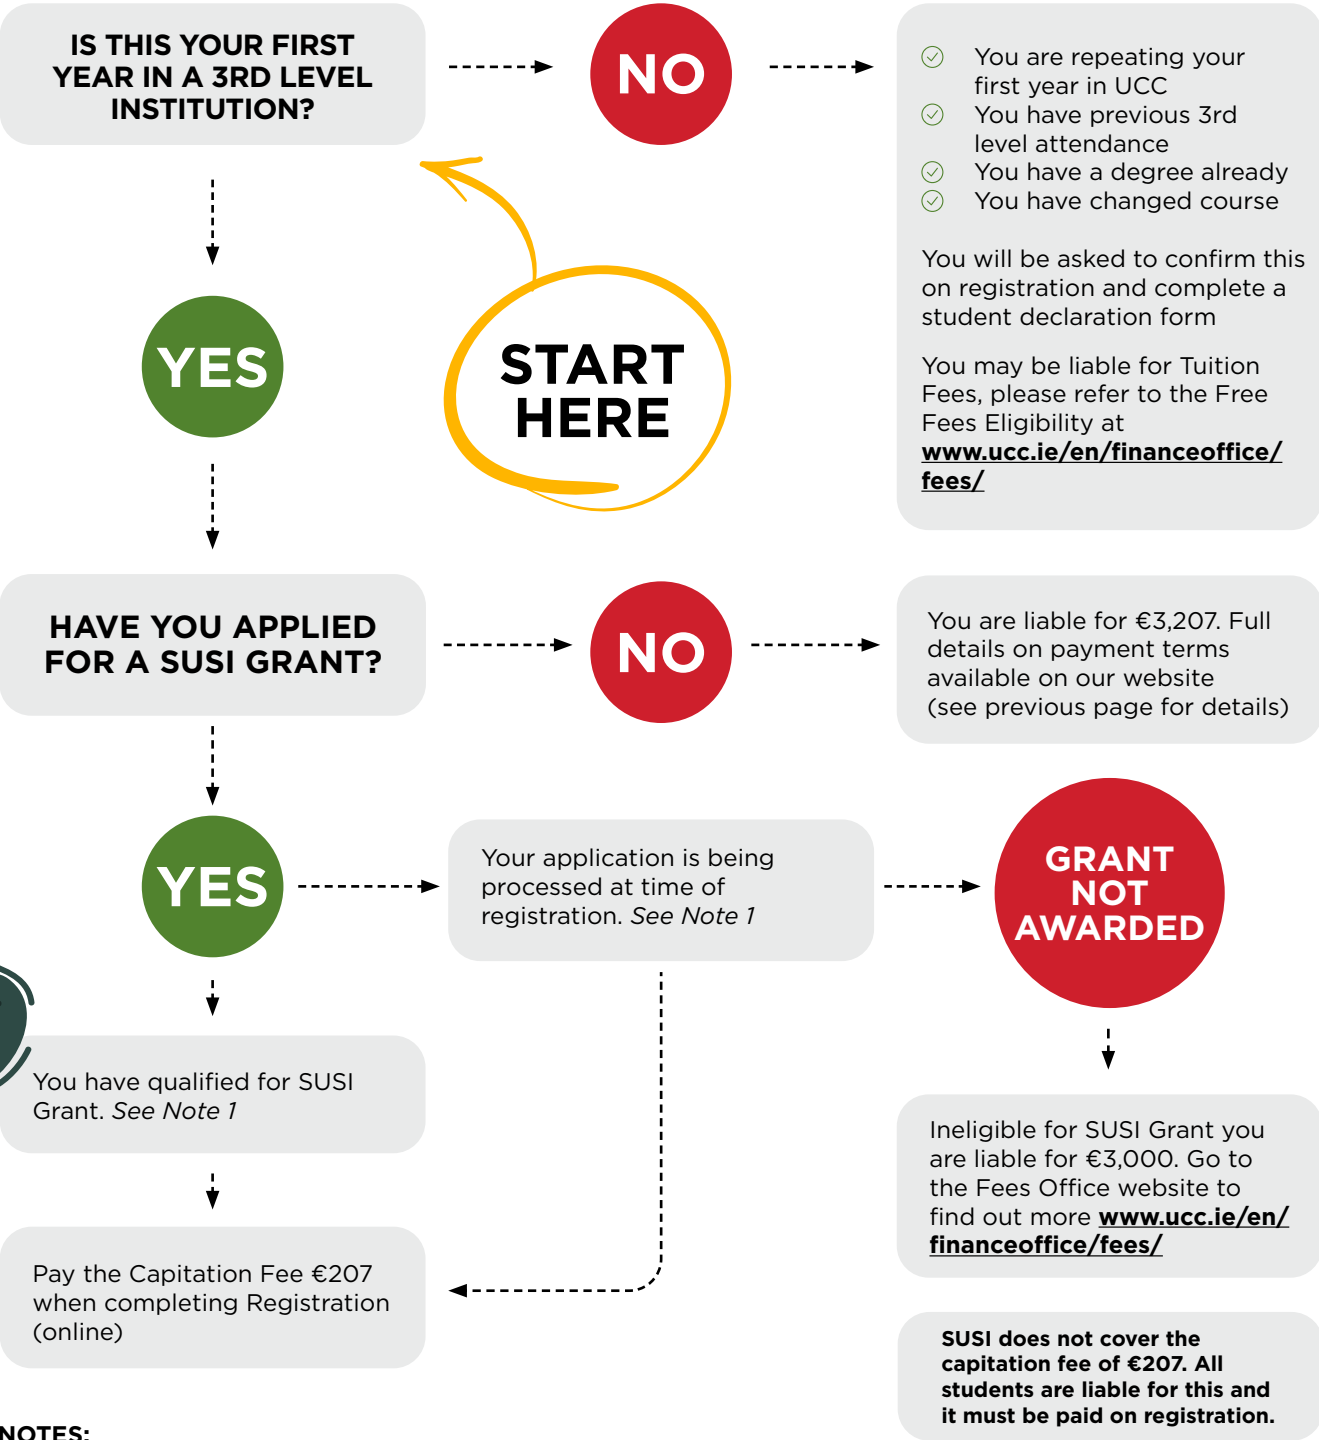 IS THIS YOUR FIRST
YEAR IN A 3RD LEVEL
INSTITUTION?
NO
You are repeating your
first year in UCC
You have previous 3rd
level attendance
You have a degree already
You have changed course
You will be asked to confirm this
on registration and complete a
student declaration form
You may be liable for Tuition
Fees, please refer to the Free
Fees Eligibility at
www.ucc.ie/en/financeoffice/
fees/
START
HERE
YES
HAVE YOU APPLIED
FOR A SUSI GRANT?
NO
You are liable for €3,207. Full
details on payment terms
available on our website
(see previous page for details)
YES
Your application is being
processed at time of
registration. See Note 1
GRANT
NOT
AWARDED
You have qualified for SUSI
Grant. See Note 1
Ineligible for SUSI Grant you
are liable for €3,000. Go to
the Fees Office website to
find out more www.ucc.ie/en/
financeoffice/fees/
Pay the Capitation Fee €207
when completing Registration
(online)
SUSI does not cover the
capitation fee of €207. All
students are liable for this and
it must be paid on registration.
NOTES: